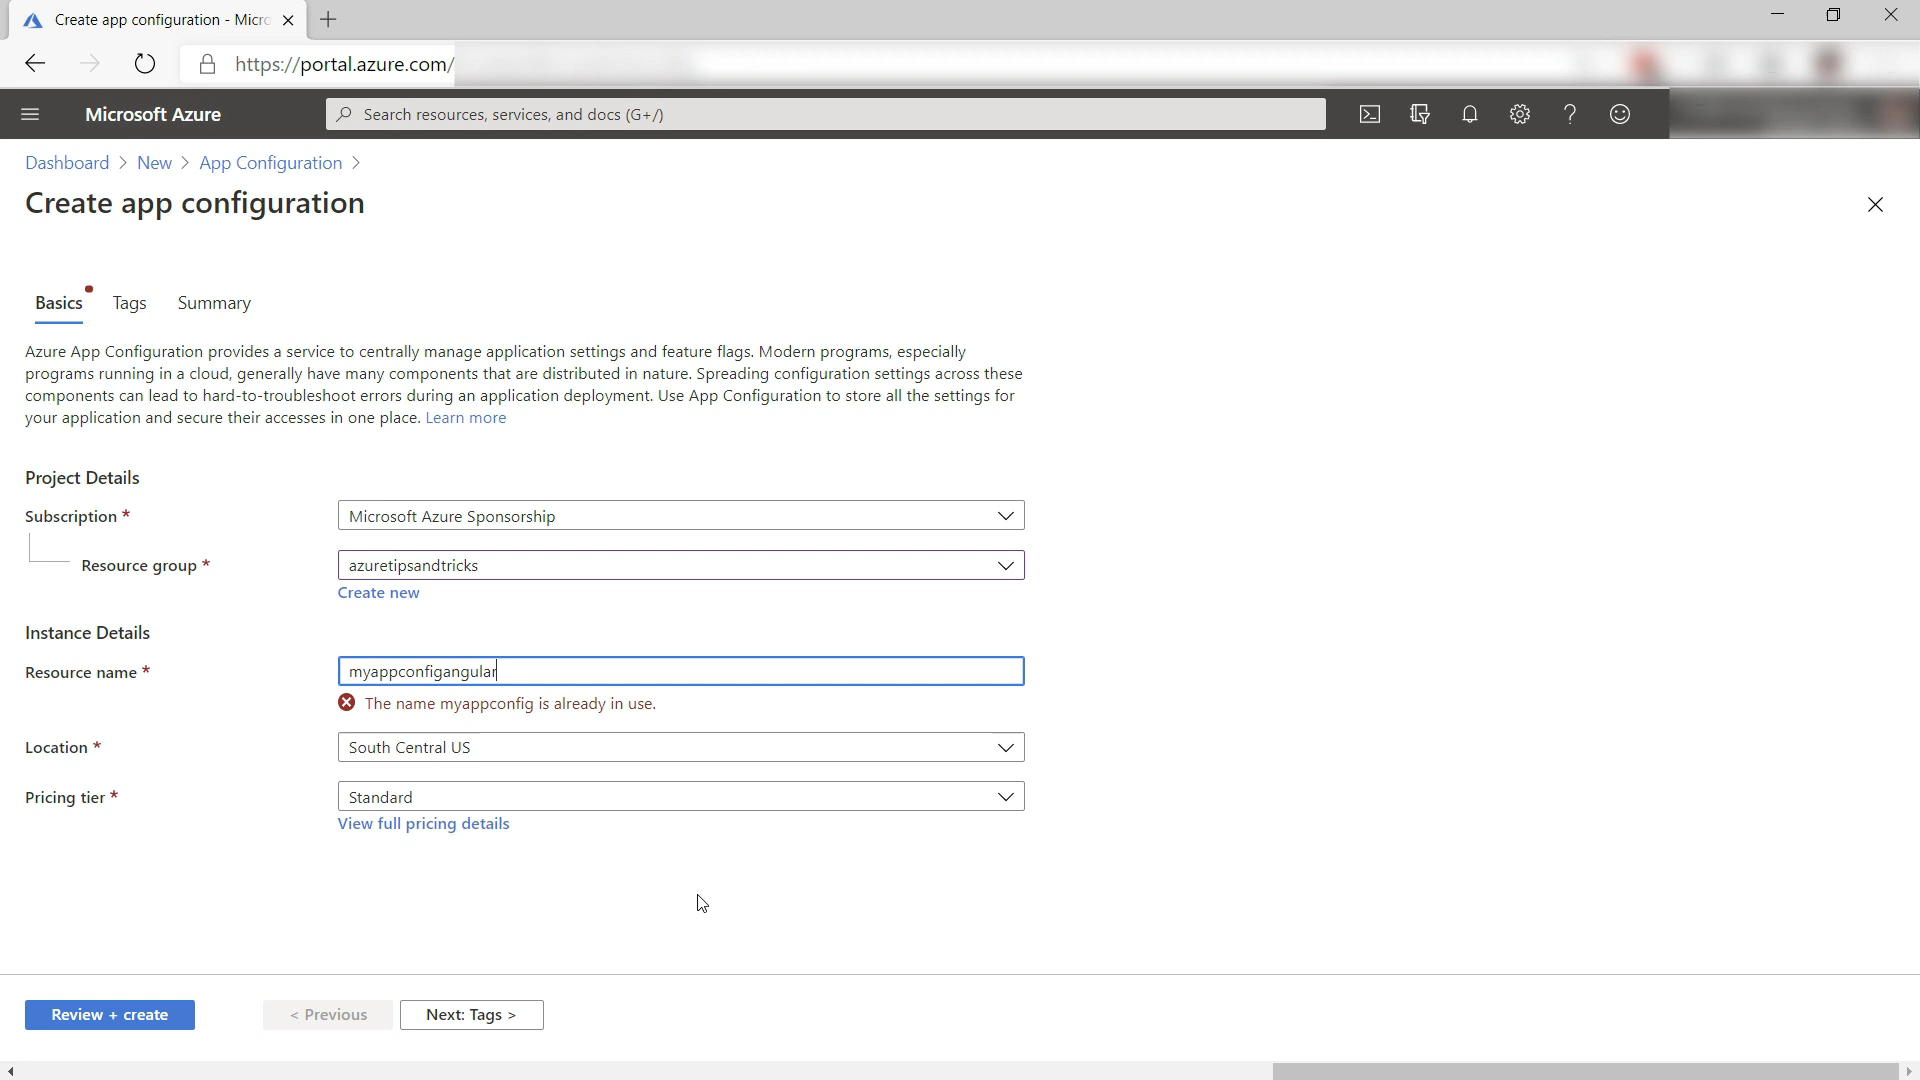 Create app configuration - Micro
https://portal.azure.com/
Microsoft Azure
Search resources, services, and docs (G+/)
Dashboard > New > App Configuration >
Create app configuration
Basics Tags Summary
Azure App Configuration provides a service to centrally manage application settings and feature flags. Modern programs, especially
programs running in a cloud, generally have many components that are distributed in nature. Spreading configuration settings across these
components can lead to hard-to-troubleshoot errors during an application deployment. Use App Configuration to store all the settings for
your application and secure their accesses in one place. Learn more
Project Details
Subscription * Microsoft Azure Sponsorship
Resource group * azuretipsandtricks
Create new
Instance Details
Resource name * myappconfigangular
The name myappconfig is already in use.
Location * South Central US
Pricing tier * Standard
View full pricing details
Review + create < Previous Next: Tags >